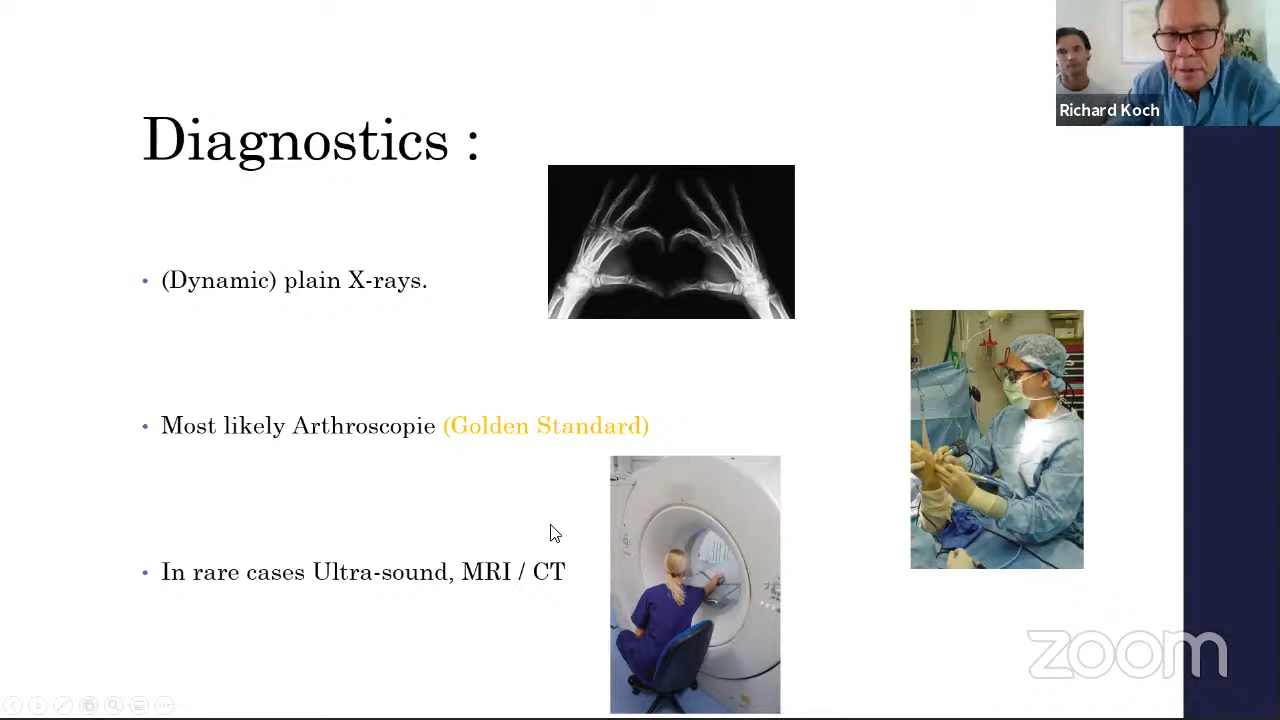 Richard Koch
Diagnostics :
• (Dynamic) plain X-rays.
• Most likely Arthroscopie (Golden Standard)
• In rare cases Ultra-sound, MRI / CT
zoom